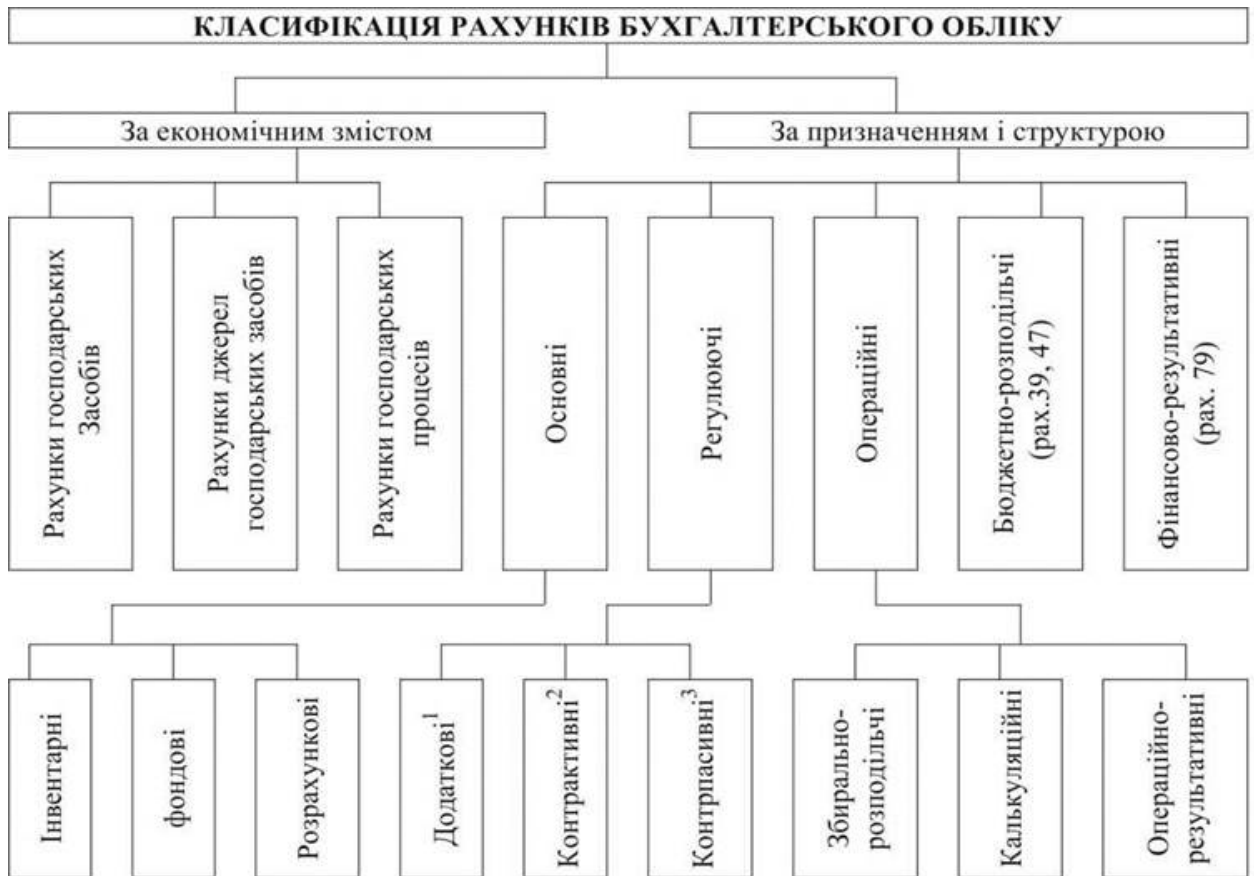 КЛАСИФІКАЦІЯ РАХУНКІВ БУХГАЛТЕРСЬКОГО ОБЛІКУ
За економічним змістом
За призначенням і структурою
Рахунки господарських
Засобів
Рахунки джерел
господарських засобів
Рахунки господарських
процесів
Основні
Регулюючі
Операційні
Бюджетно-розподільчі
(рах.39, 47)
Фінансово-результативні
(рах. 79)
Інвентарні
фондові
Розрахункові
Додаткові1
Контрактивні2
Контрпасивні3
Збирально-
розподільчі
Калькуляційні
Операційно-
результативні